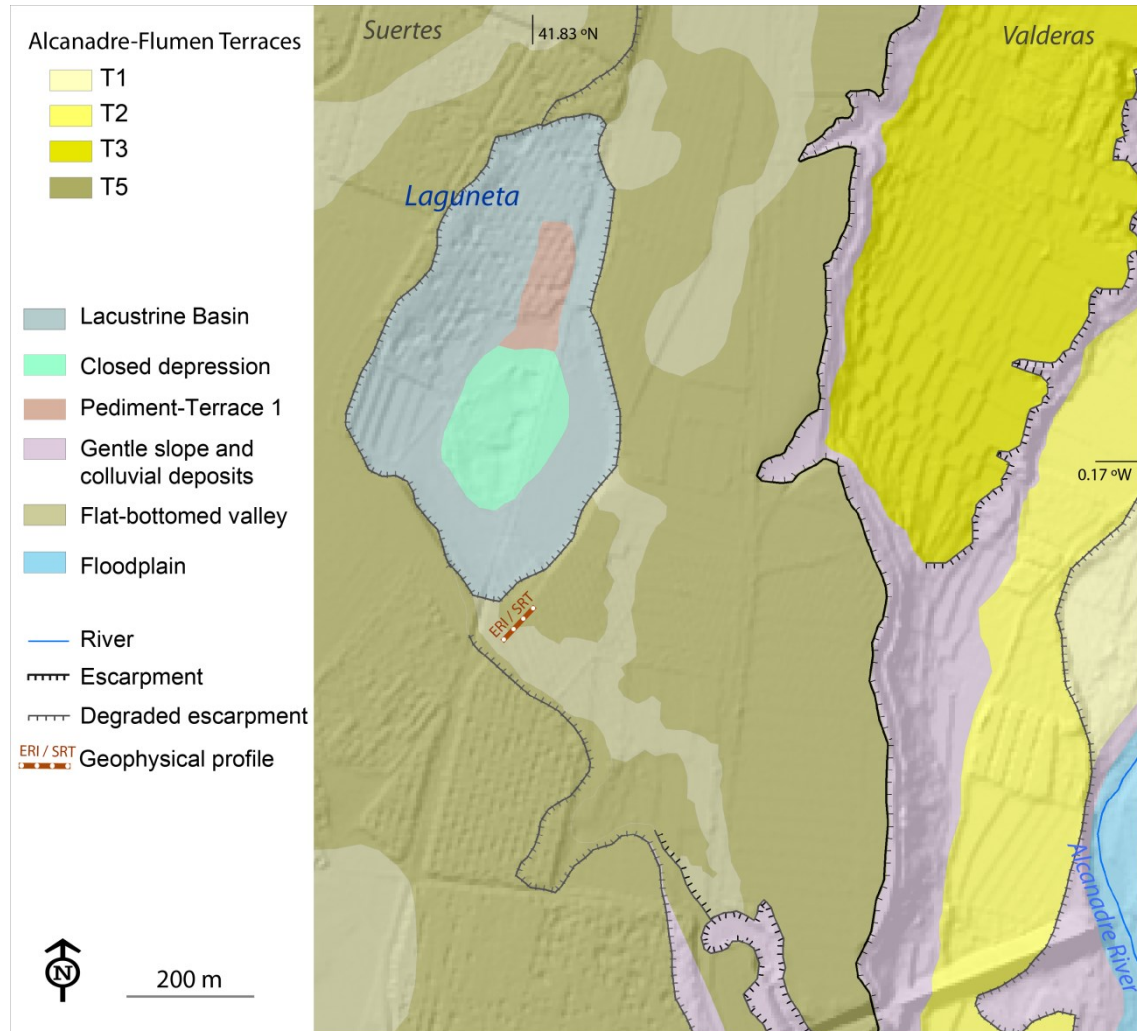 Alcanadre-Flumen Terraces
T1
T2
T3
T5
Lacustrine Basin
Closed depression
Pediment-Terrace 1
Gentle slope and
colluvial deposits
Flat-bottomed valley
Floodplain
River
Escarpment
Degraded escarpment
ERI / SRT Geophysical profile
N
200 m
Suertes
41.83 ºN
Valderas
Laguneta
0.17 ºW
ERI / SRT
Alcanadre River